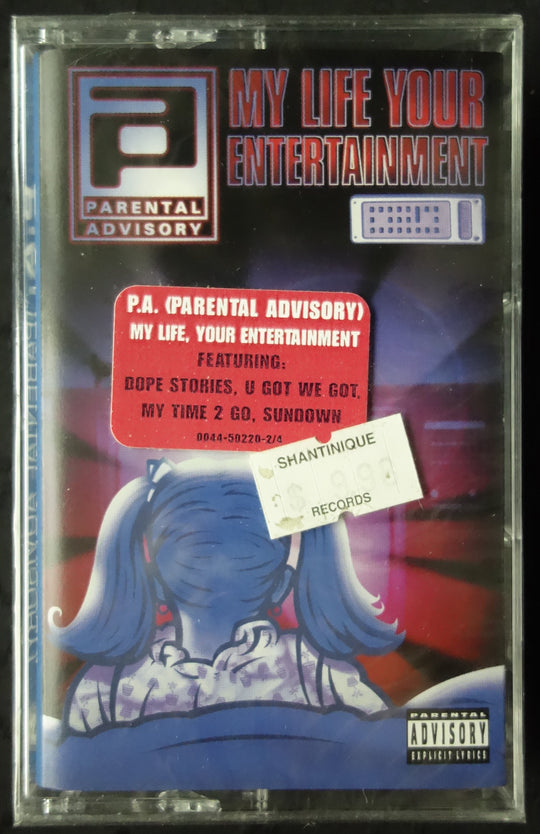 PARENTAL
ADVISORY
MY LIFE YOUR
ENTERTAINMENT
P.A. (PARENTAL ADVISORY)
MY LIFE, YOUR ENTERTAINMENT
FEATURING:
DOPE STORIES, U GOT WE GOT,
MY TIME 2 GO, SUNDOWN
0044-50220-2/4
SHANTINIQUE
RECORDS
PARENTAL
ADVISORY
EXPLICIT LYRICS